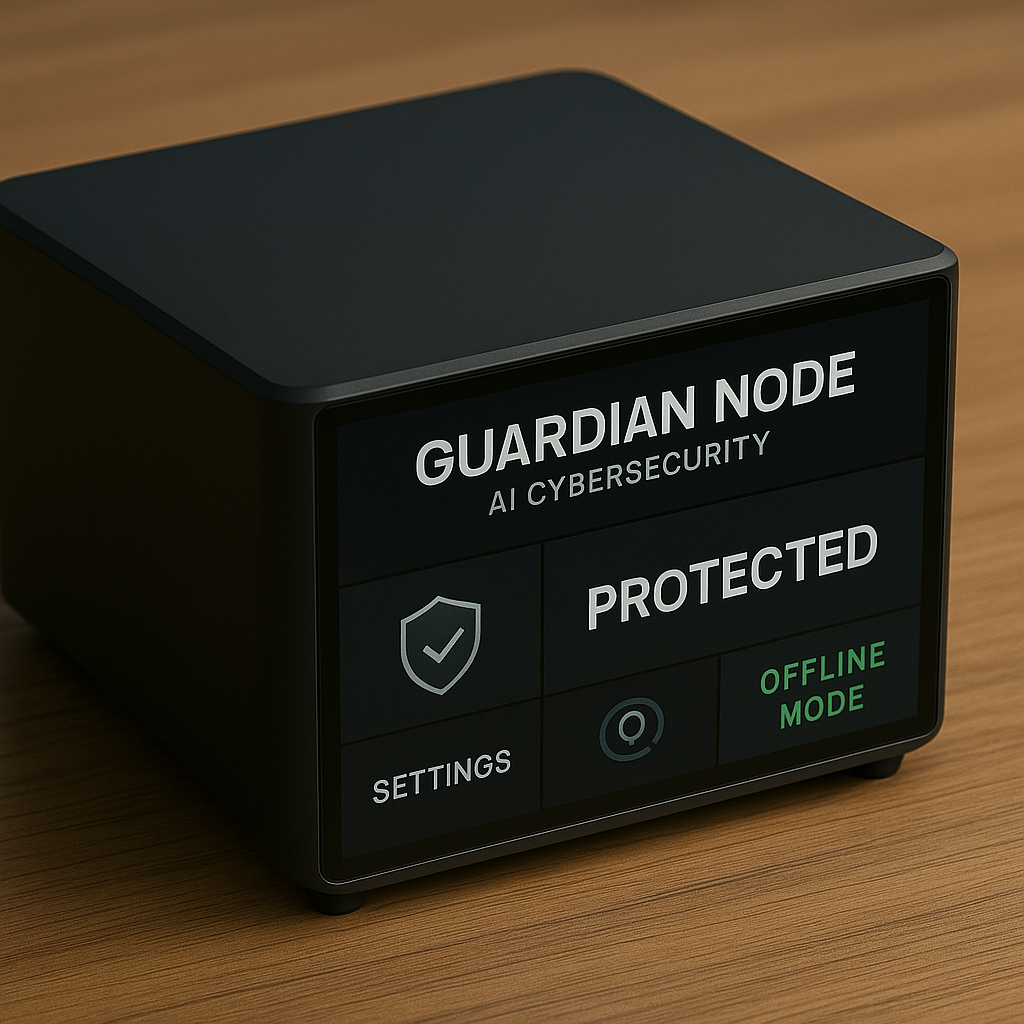 GUARDIAN NODE
AI CYBERSECURITY
PROTECTED
SETTINGS
OFFLINE
MODE